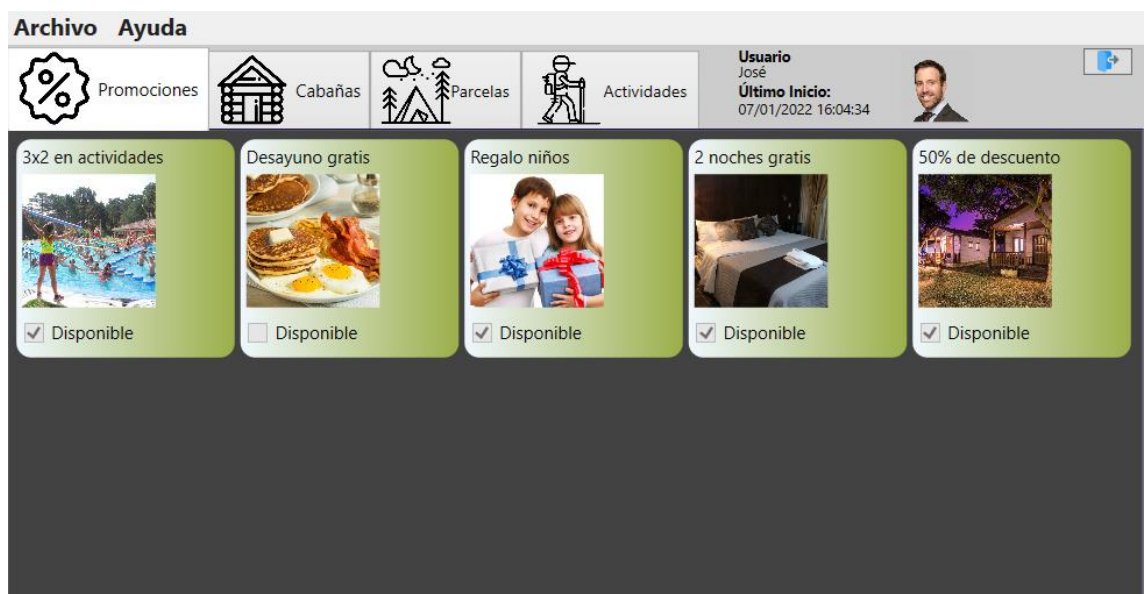 Archivo Ayuda
Promociones
Cabañas
Parcelas
Actividades
Usuario
José
Último Inicio:
07/01/2022 16:04:34
3x2 en actividades
Disponible
Desayuno gratis
Disponible
Regalo niños
Disponible
2 noches gratis
Disponible
50% de descuento
Disponible